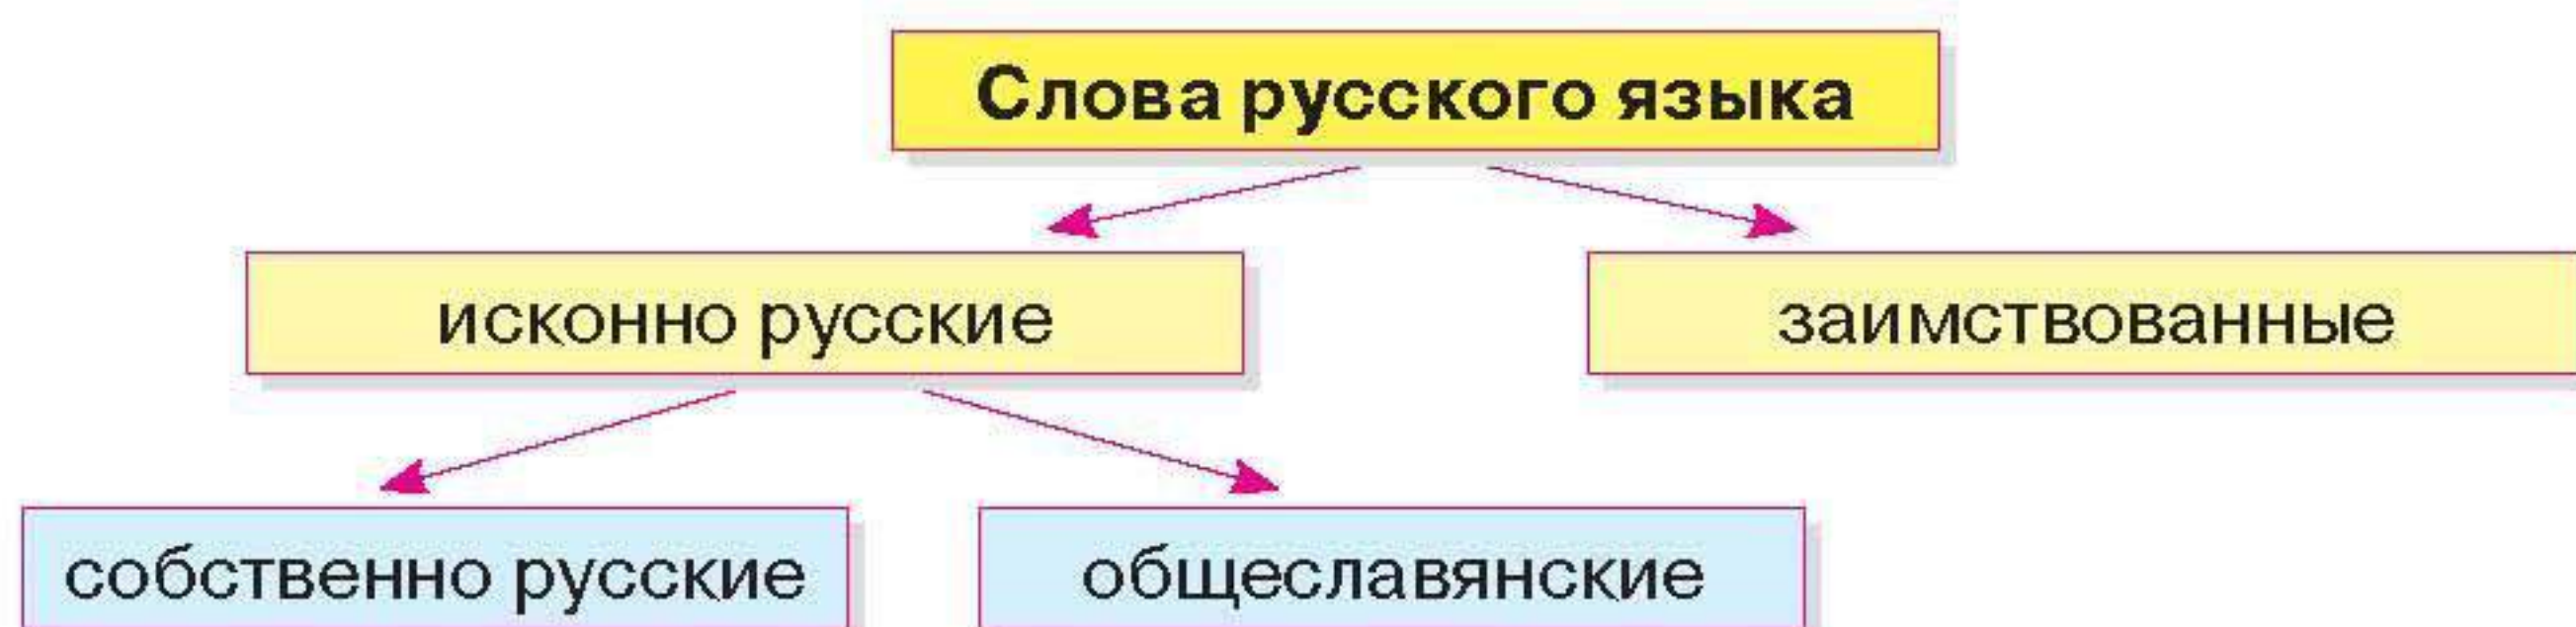 Слова русского языка
исконно русские
заимствованные
собственно русские
общеславянские